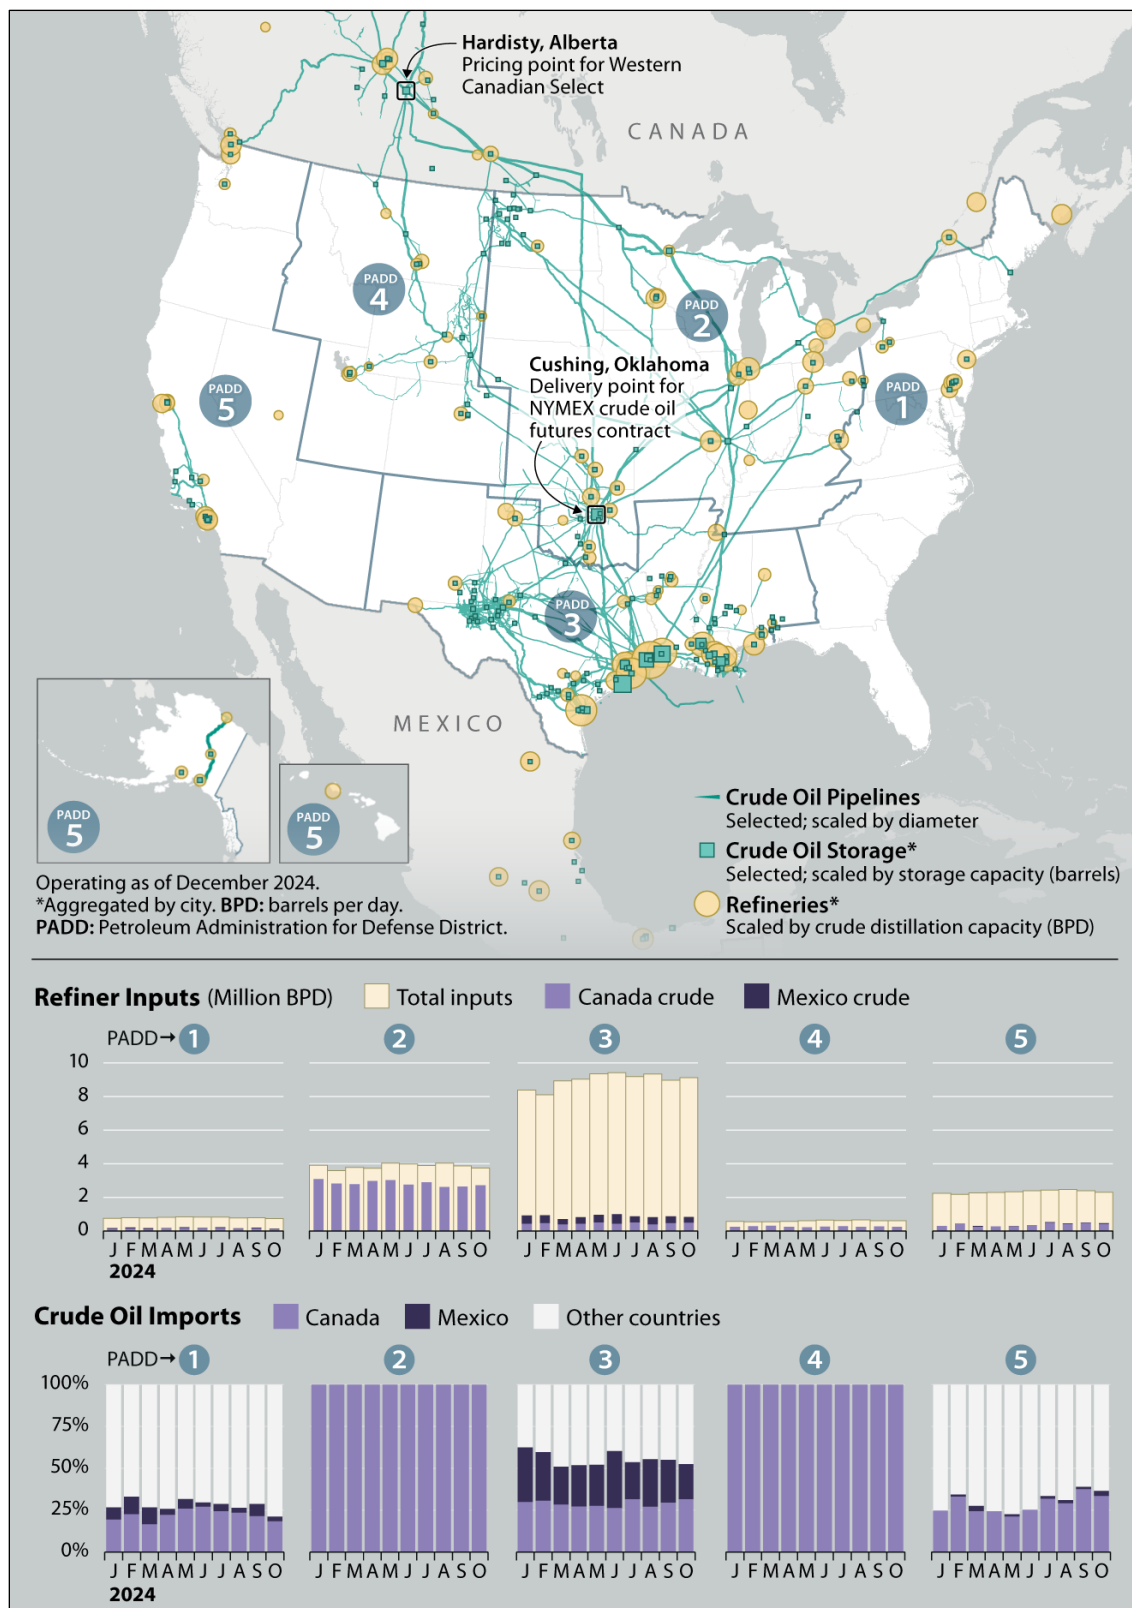 Hardisty, Alberta
Pricing point for Western
Canadian Select
CANADA
PADD
4
PADD
2
Cushing, Oklahoma
Delivery point for
NYMEX crude oil
futures contract
PADD
5
PADD
1
PADD
3
MEXICO
PADD
5
PADD
5
Crude Oil Pipelines
Selected; scaled by diameter
Crude Oil Storage*
Selected; scaled by storage capacity (barrels)
Refineries*
Scaled by crude distillation capacity (BPD)
Operating as of December 2024.
*Aggregated by city. BPD: barrels per day.
PADD: Petroleum Administration for Defense District.
Refiner Inputs (Million BPD) Total inputs Canada crude Mexico crude
PADD→ 1 2 3 4 5
10
8
6
4
2
0
J F M A M J J A S O J F M A M J J A S O J F M A M J J A S O J F M A M J J A S O J F M A M J J A S O
2024
Crude Oil Imports Canada Mexico Other countries
PADD→ 1 2 3 4 5
100%
75%
50%
25%
0%
J F M A M J J A S O J F M A M J J A S O J F M A M J J A S O J F M A M J J A S O J F M A M J J A S O
2024